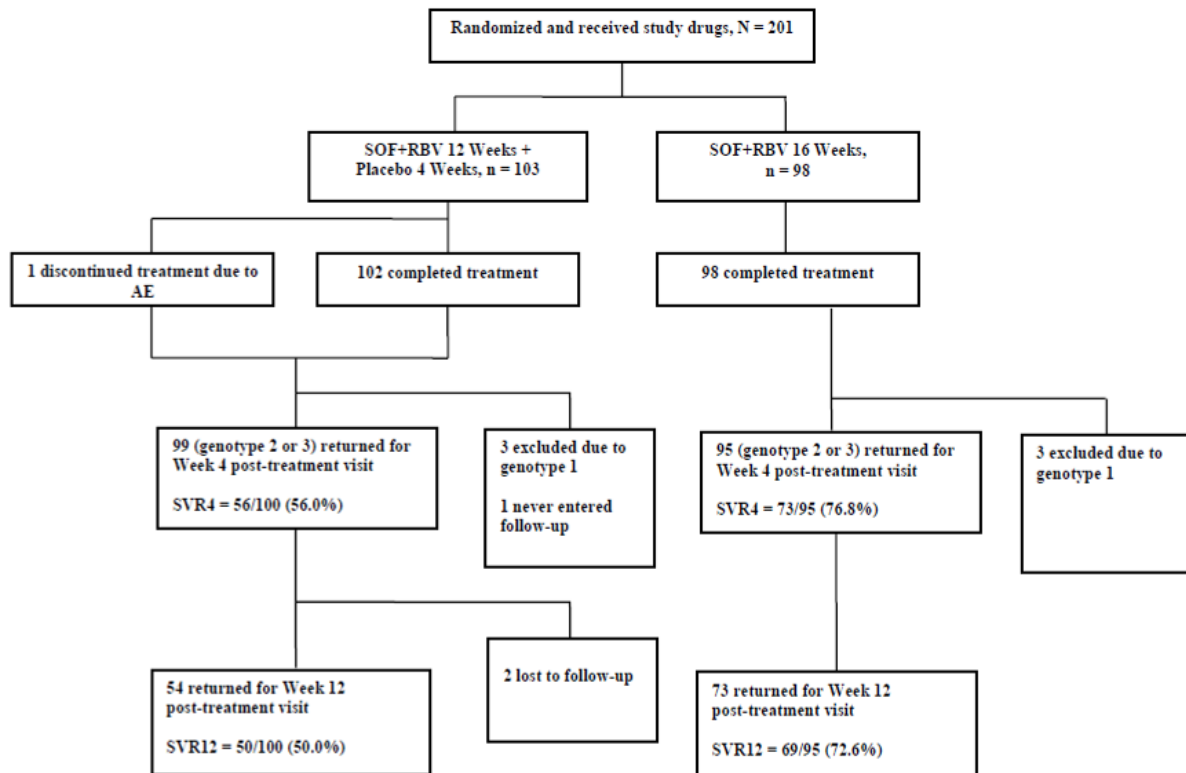 Randomized and received study drugs, N = 201
SOF+RBV 12 Weeks +
Placebo 4 Weeks, n = 103
SOF+RBV 16 Weeks,
n = 98
1 discontinued treatment due to
AE
102 completed treatment
98 completed treatment
99 (genotype 2 or 3) returned for
Week 4 post-treatment visit
SVR4 = 56/100 (56.0%)
3 excluded due to
genotype 1
1 never entered
follow-up
95 (genotype 2 or 3) returned for
Week 4 post-treatment visit
SVR4 = 73/95 (76.8%)
3 excluded due to
genotype 1
54 returned for Week 12
post-treatment visit
SVR12 = 50/100 (50.0%)
2 lost to follow-up
73 returned for Week 12
post-treatment visit
SVR12 = 69/95 (72.6%)